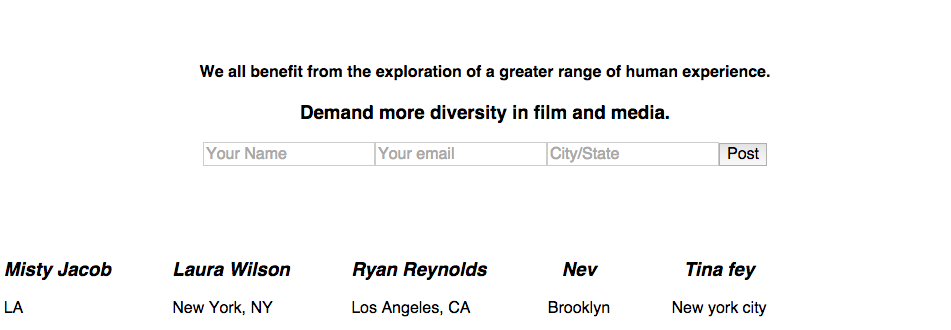 We all benefit from the exploration of a greater range of human experience.
Demand more diversity in film and media.
Your Name Your email City/State Post
Misty Jacob Laura Wilson Ryan Reynolds Nev Tina fey
LA New York, NY Los Angeles, CA Brooklyn New york city